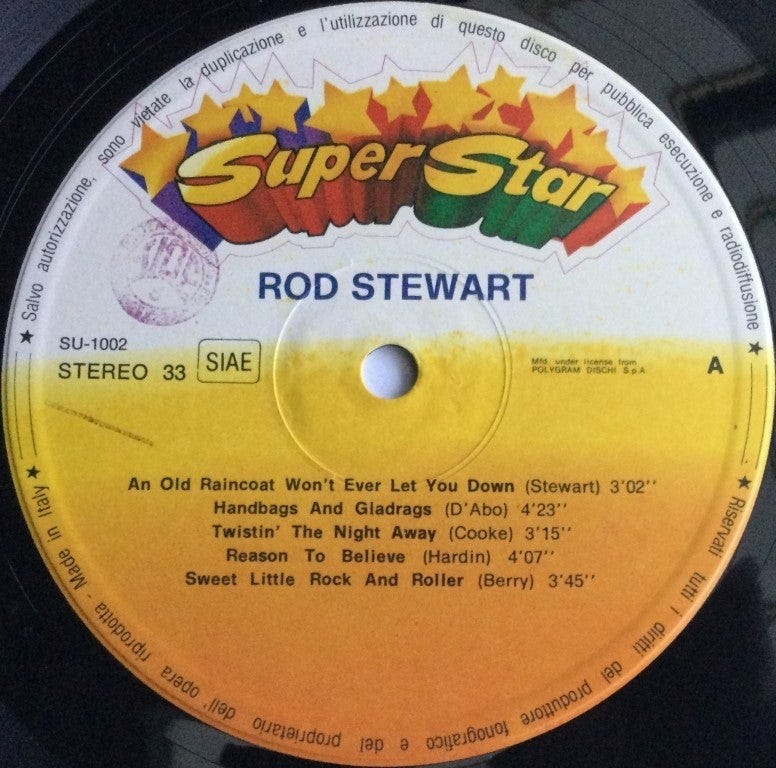 ★ Salvo autorizzazione, sono vietate la duplicazione e l'utilizzazione di questo disco per pubblica esecuzione e radiodiffusione ★
Super Star
ROD STEWART
SU-1002
STEREO 33
SIAE
Mfd. under license from
POLYGRAM DISCHI S.p.A.
A
An Old Raincoat Won't Ever Let You Down (Stewart) 3'02''
Handbags And Gladrags (D'Abo) 4'23''
Twistin' The Night Away (Cooke) 3'15''
Reason To Believe (Hardin) 4'07''
Sweet Little Rock And Roller (Berry) 3'45''
★ Riservati tutti i diritti del produttore fonografico e del proprietario dell'opera riprodotta - Made in Italy ★